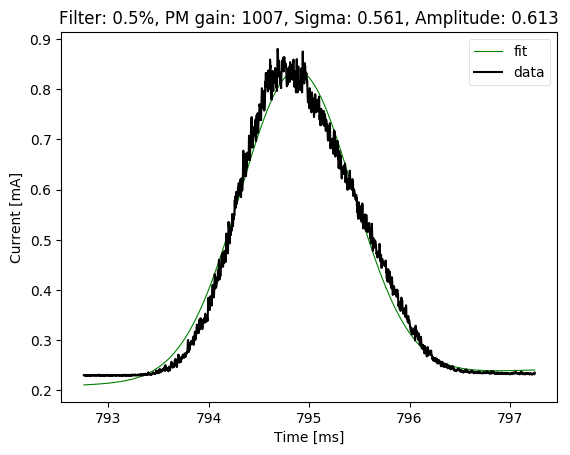 Filter: 0.5%, PM gain: 1007, Sigma: 0.561, Amplitude: 0.613
fit
data
0.9
0.8
0.7
0.6
0.5
0.4
0.3
0.2
Current [mA]
793 794 795 796 797
Time [ms]